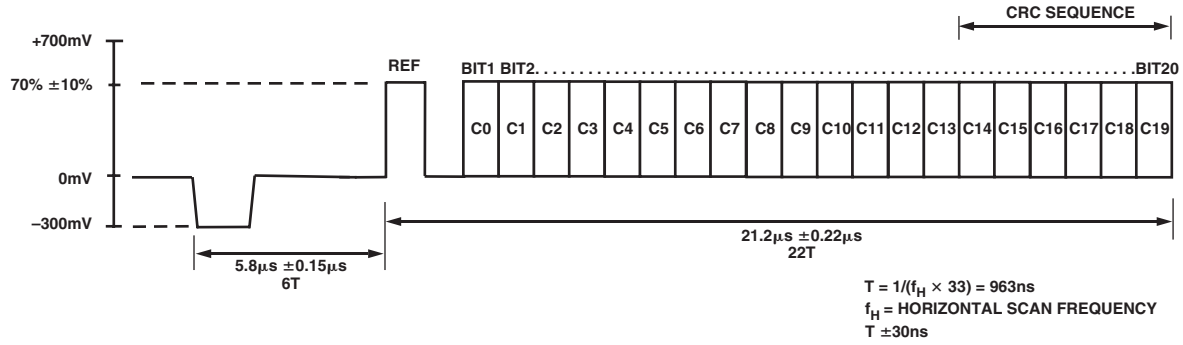 CRC SEQUENCE
+700mV
REF
BIT1 BIT2. . . . . . . . . . . . . . . . . . . . . . . . . . . . . . . . . . . . . . . . . . . . . . . . . . . . . . . . . . . .BIT20
70% ±10%
C0 C1 C2 C3 C4 C5 C6 C7 C8 C9 C10 C11 C12 C13 C14 C15 C16 C17 C18 C19
0mV
–300mV
21.2μs ±0.22μs
22T
5.8μs ±0.15μs
6T
T = 1/(fH × 33) = 963ns
fH = HORIZONTAL SCAN FREQUENCY
T ±30ns